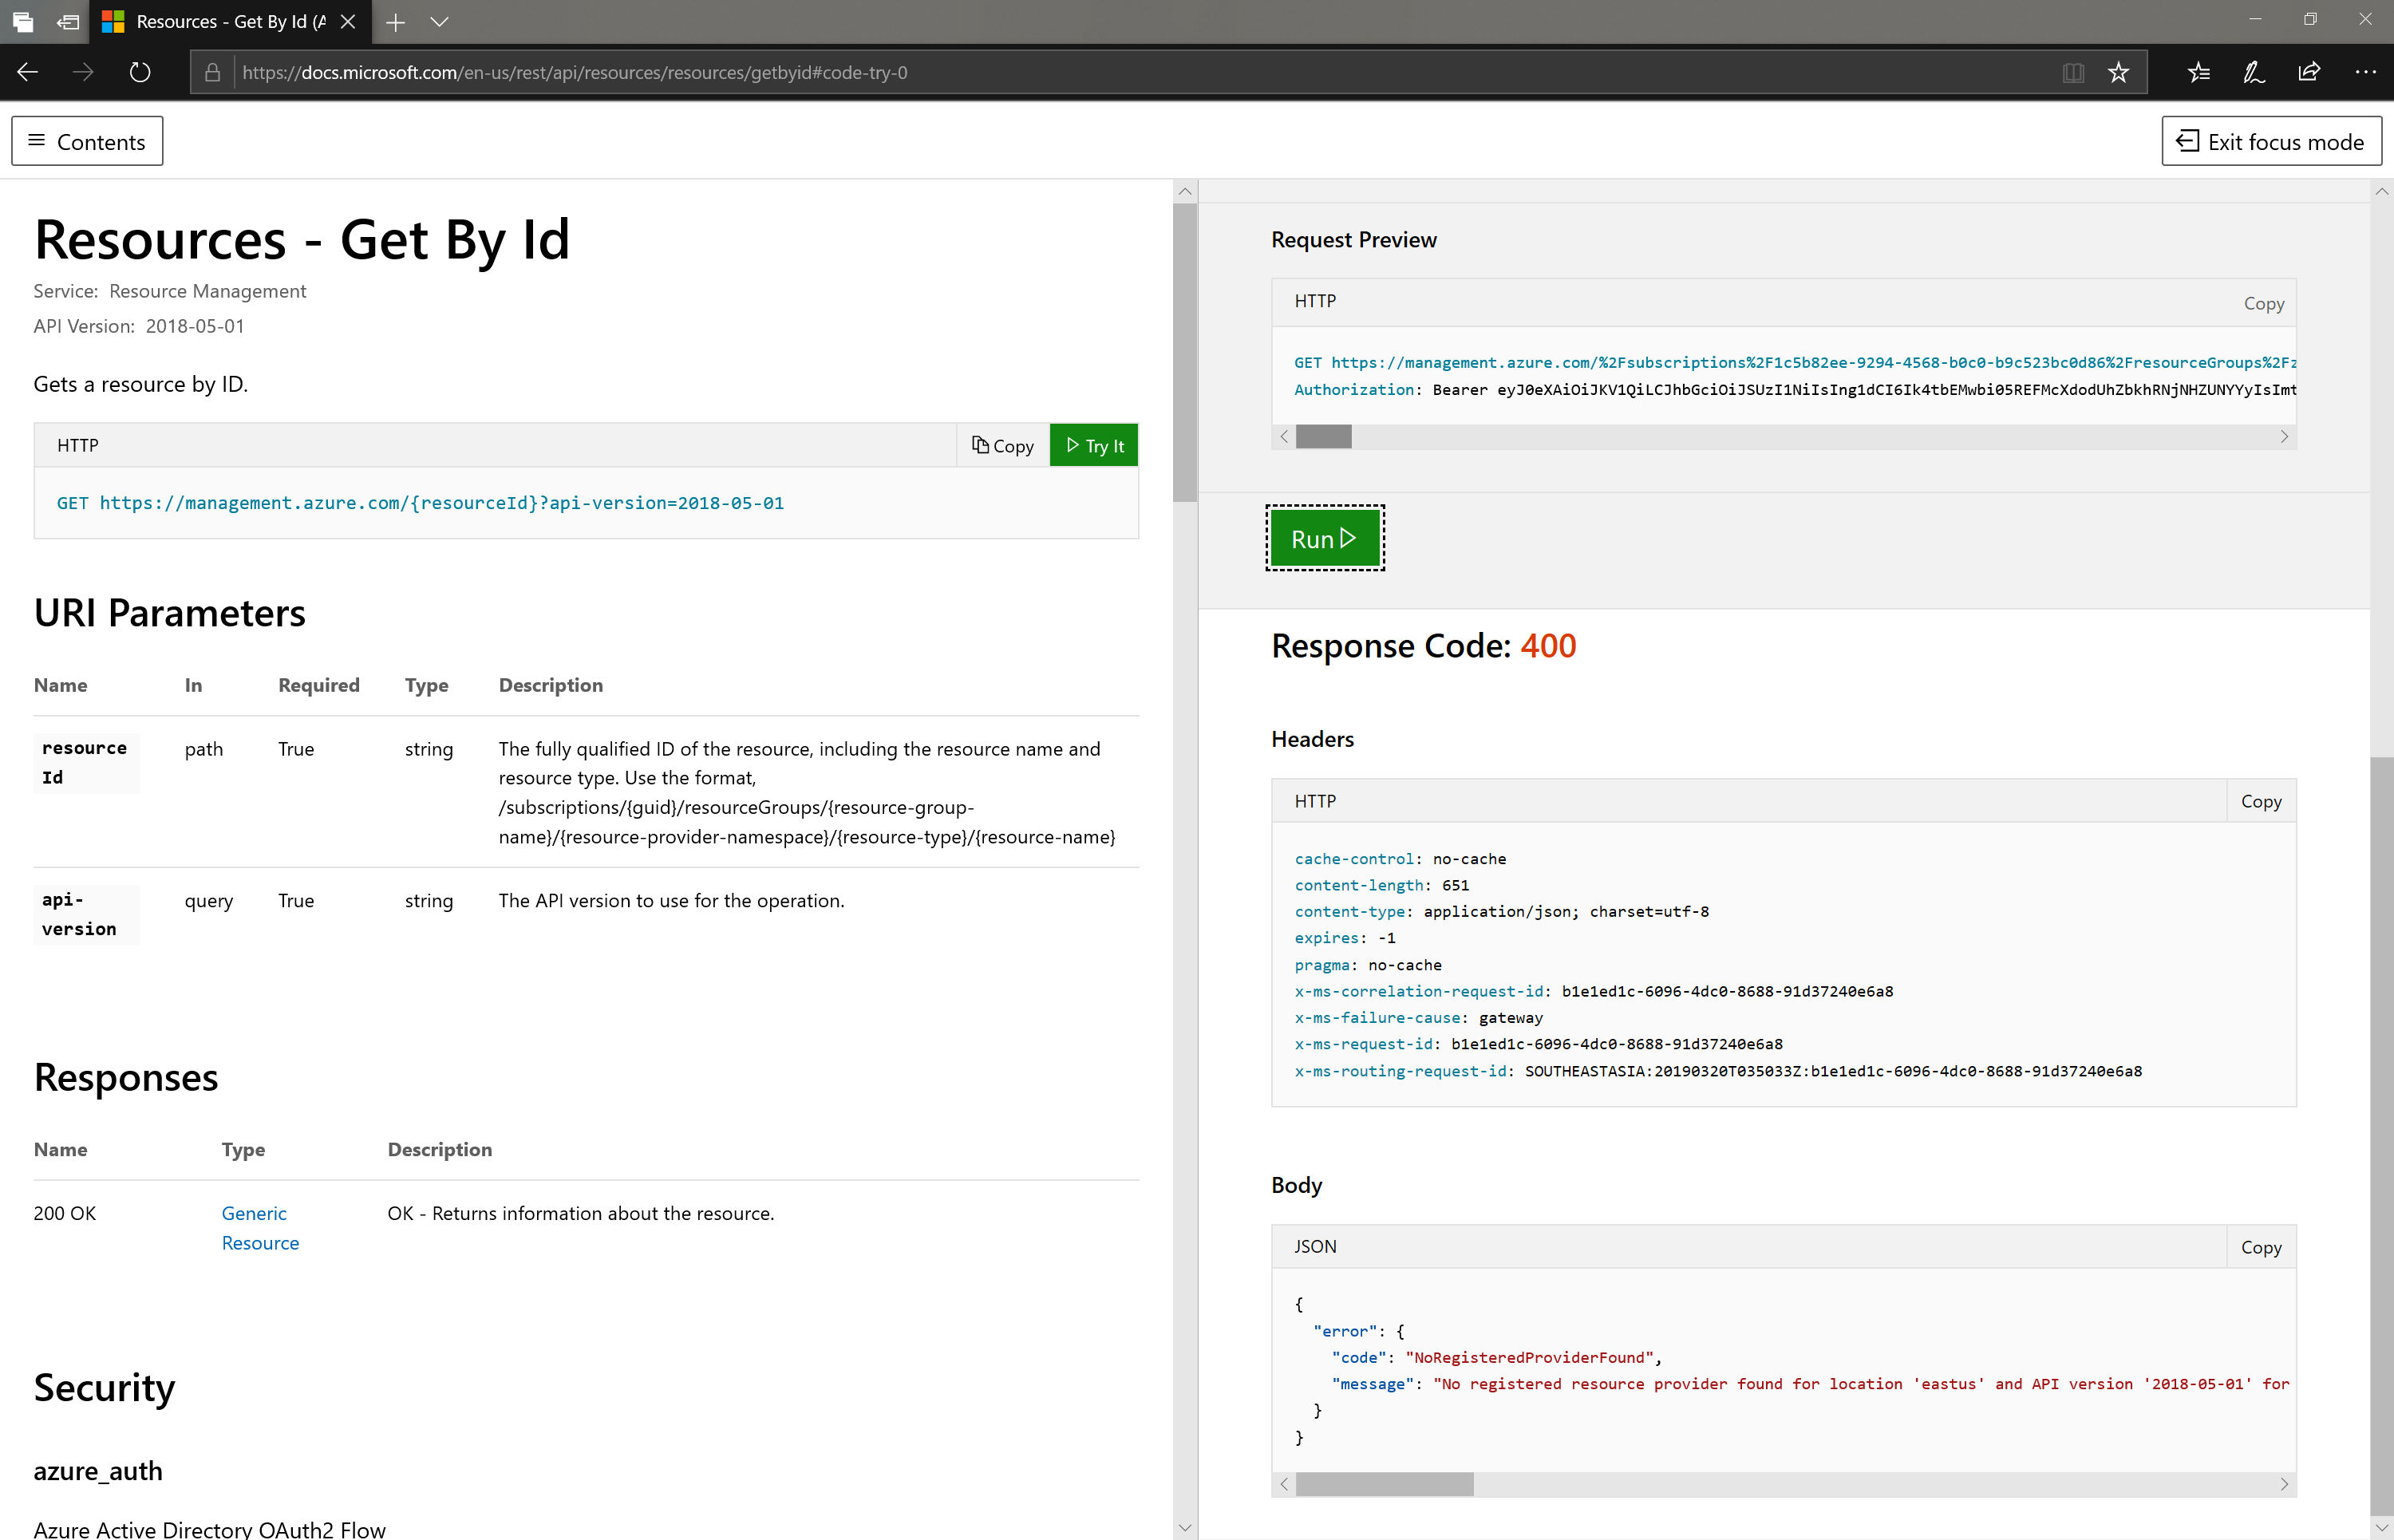 Resources - Get By Id (A
https://docs.microsoft.com/en-us/rest/api/resources/resources/getbyid#code-try-0
Contents
Exit focus mode
Resources - Get By Id
Service: Resource Management
API Version: 2018-05-01
Gets a resource by ID.
HTTP
Copy
Try It
GET https://management.azure.com/{resourceId}?api-version=2018-05-01
URI Parameters
Name In Required Type Description
resource
Id
path True string The fully qualified ID of the resource, including the resource name and
resource type. Use the format,
/subscriptions/{guid}/resourceGroups/{resource-group-
name}/{resource-provider-namespace}/{resource-type}/{resource-name}
api-
version
query True string The API version to use for the operation.
Responses
Name Type Description
200 OK Generic
Resource
OK - Returns information about the resource.
Security
azure_auth
Azure Active Directory OAuth2 Flow
Request Preview
HTTP
Copy
GET https://management.azure.com/%2Fsubscriptions%2F1c5b82ee-9294-4568-b0c0-b9c523bc0d86%2FresourceGroups%2Fz
Authorization: Bearer eyJ0eXAiOiJKV1QiLCJhbGciOiJSUzI1NiIsIng1dCI6Ik4tbEMwbi05REFMcXdodUhZbkhRNjNHZUNYYyIsImt
Run
Response Code: 400
Headers
HTTP
Copy
cache-control: no-cache
content-length: 651
content-type: application/json; charset=utf-8
expires: -1
pragma: no-cache
x-ms-correlation-request-id: b1e1ed1c-6096-4dc0-8688-91d37240e6a8
x-ms-failure-cause: gateway
x-ms-request-id: b1e1ed1c-6096-4dc0-8688-91d37240e6a8
x-ms-routing-request-id: SOUTHEASTASIA:20190320T035033Z:b1e1ed1c-6096-4dc0-8688-91d37240e6a8
Body
JSON
Copy
{
"error": {
"code": "NoRegisteredProviderFound",
"message": "No registered resource provider found for location 'eastus' and API version '2018-05-01' for
}
}